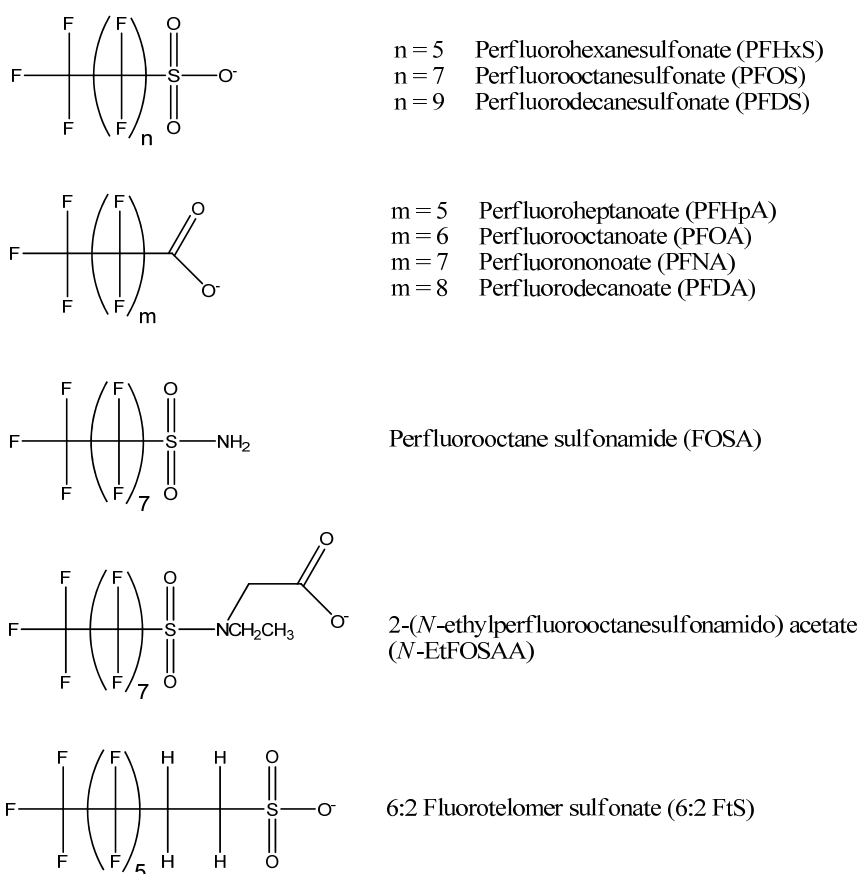 F F O
F S O-
F F O
n
n = 5 Perfluorohexanesulfonate (PFHxS)
n = 7 Perfluorooctanesulfonate (PFOS)
n = 9 Perfluorodecanesulfonate (PFDS)
F F O
F
F F O-
m
m = 5 Perfluoroheptanoate (PFHpA)
m = 6 Perfluorooctanoate (PFOA)
m = 7 Perfluorononoate (PFNA)
m = 8 Perfluorodecanoate (PFDA)
F F O
F S NH2
F F O
7
Perfluorooctane sulfonamide (FOSA)
O
F F O
F S NCH2CH3 O-
F F O
7
2-(N-ethylperfluorooctanesulfonamido) acetate
(N-EtFOSAA)
F F H H O
F S O-
F F H H O
5
6:2 Fluorotelomer sulfonate (6:2 FtS)